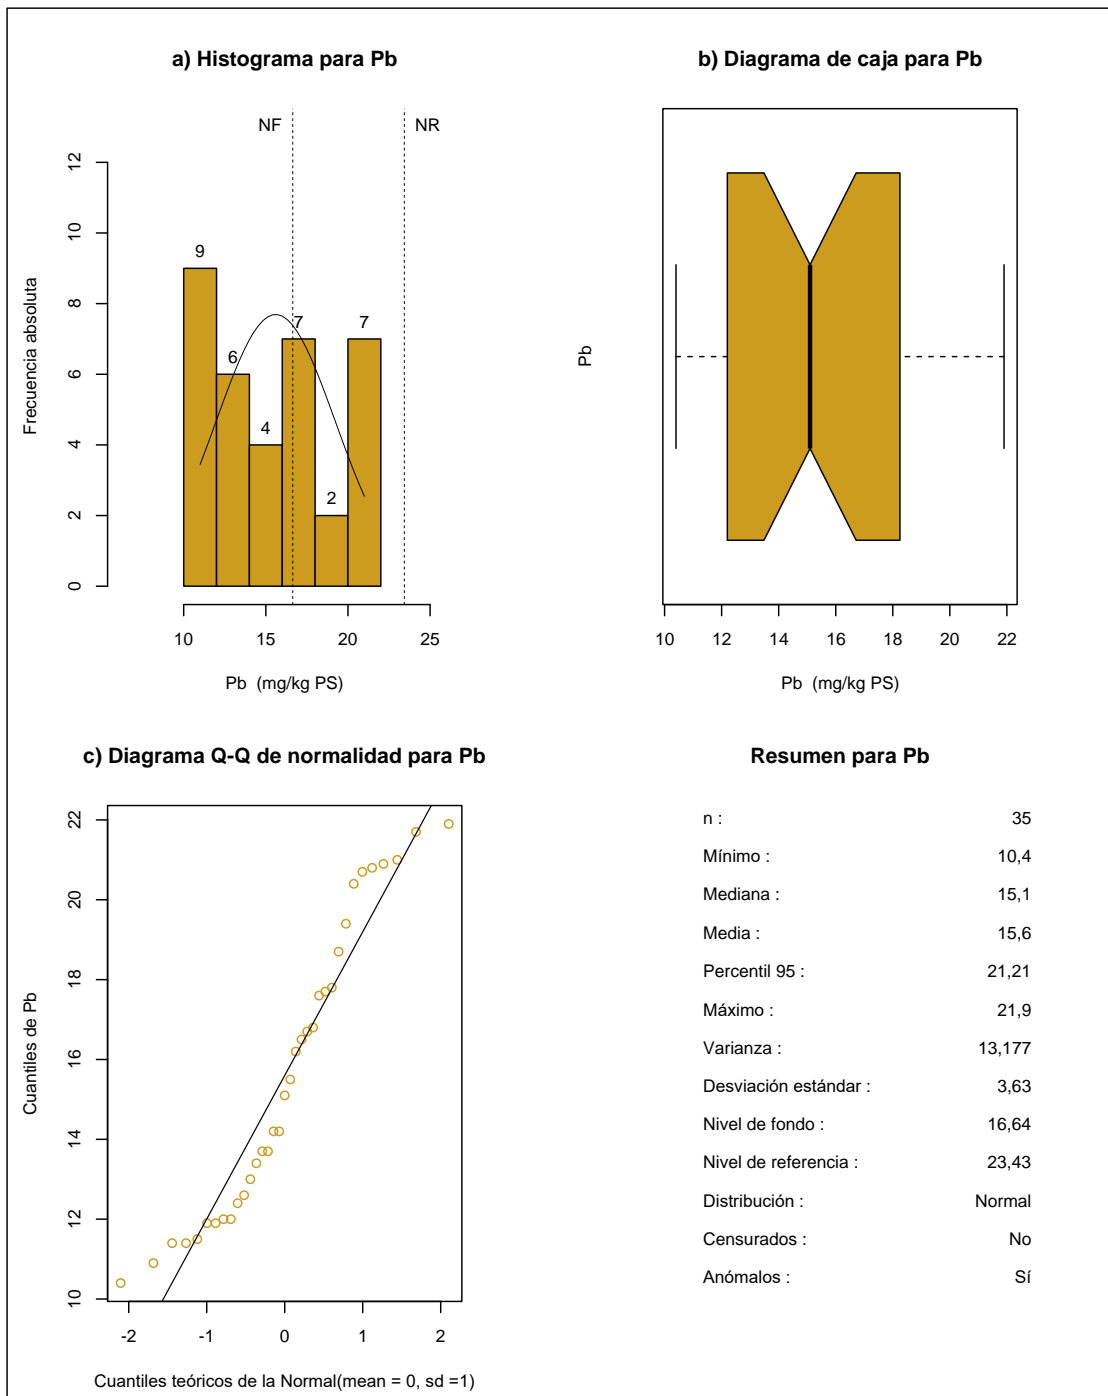 a) Histograma para Pb
NF
NR
Frecuencia absoluta
12
10
8
6
4
2
0
9
6
4
7
2
7
10 15 20 25
Pb (mg/kg PS)
b) Diagrama de caja para Pb
Pb
10 12 14 16 18 20 22
Pb (mg/kg PS)
c) Diagrama Q-Q de normalidad para Pb
Cuantiles de Pb
22
20
18
16
14
12
10
-2 -1 0 1 2
Cuantiles teóricos de la Normal(mean = 0, sd =1)
Resumen para Pb
n : 35
Mínimo : 10,4
Mediana : 15,1
Media : 15,6
Percentil 95 : 21,21
Máximo : 21,9
Varianza : 13,177
Desviación estándar : 3,63
Nivel de fondo : 16,64
Nivel de referencia : 23,43
Distribución : Normal
Censurados : No
Anómalos : Sí